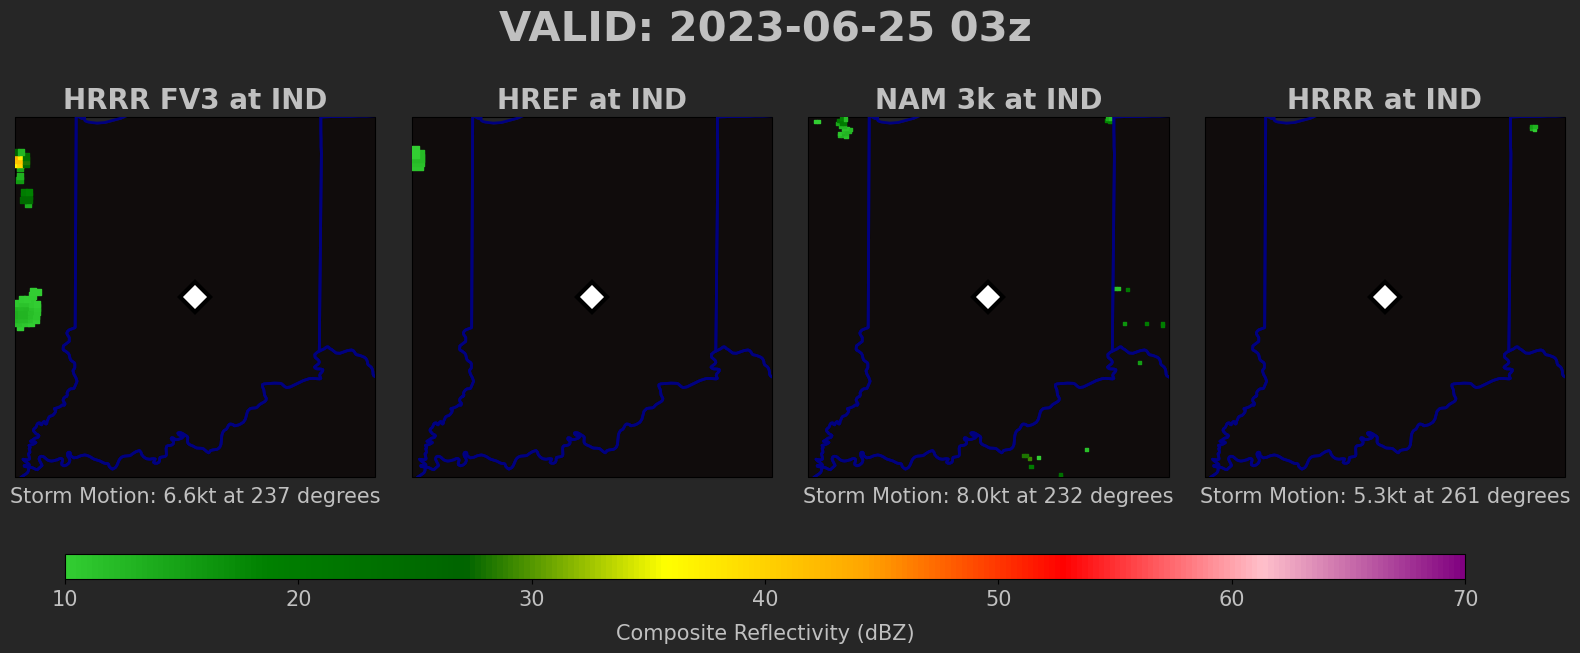 VALID: 2023-06-25 03z
HRRR FV3 at IND
HREF at IND
NAM 3k at IND
HRRR at IND
Storm Motion: 6.6kt at 237 degrees
Storm Motion: 8.0kt at 232 degrees
Storm Motion: 5.3kt at 261 degrees
10 20 30 40 50 60 70
Composite Reflectivity (dBZ)